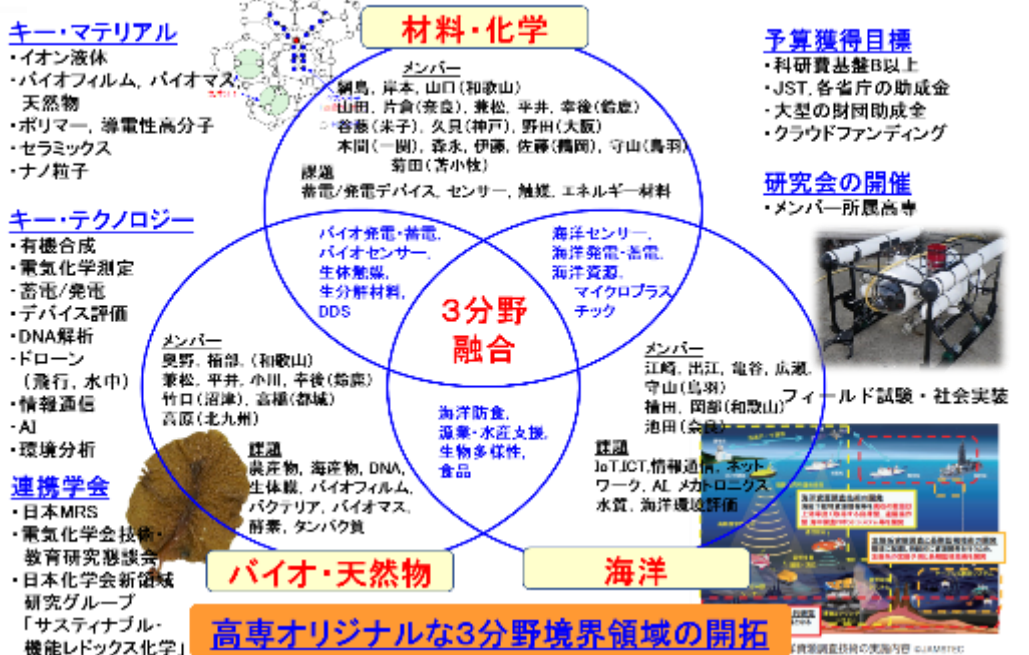 キー・マテリアル
・イオン液体
・バイオフィルム, バイオマス,
天然物
・ポリマー, 導電性高分子
・セラミックス
・ナノ粒子
キー・テクノロジー
・有機合成
・電気化学測定
・蓄電/発電
・デバイス評価
・DNA解析
・ドローン
(飛行, 水中)
・情報通信
・AI
・環境分析
連携学会
・日本MRS
・電気化学会技術・
教育研究懇談会
・日本化学会新領域
研究グループ
「サスティナブル・
機能レドックス化学」
材料・化学
メンバー
綱島, 岸本, 山口(和歌山)
山田, 片倉(奈良), 兼松, 平井, 幸後(鈴鹿)
谷藤(米子), 久貝(神戸), 野田(大阪)
本間(一関), 森永, 伊藤, 佐藤(鶴岡), 守山(鳥羽)
菊田(苫小牧)
課題
蓄電/発電デバイス, センサー, 触媒, エネルギー材料
バイオ発電・蓄電,
バイオセンサー,
生体触媒,
生分解材料,
DDS
海洋センサー,
海洋発電・蓄電,
海洋資源,
マイクロプラス
チック
3分野
融合
メンバー
奥野, 楠部, (和歌山)
兼松, 平井, 小川, 幸後(鈴鹿)
竹口(沼津), 高橋(都城)
高原(北九州)
課題
農産物, 海産物, DNA,
生体膜, バイオフィルム,
バクテリア, バイオマス,
酵素, タンパク質
海洋防食,
漁業・水産支援,
生物多様性,
食品
メンバー
江崎, 出江, 亀谷, 広瀬,
守山(鳥羽)
横田, 岡部(和歌山)
池田(奈良)
課題
IoT,ICT,情報通信, ネット
ワーク, AI, メカトロニクス
水質, 海洋環境評価
バイオ・天然物
海洋
高専オリジナルな3分野境界領域の開拓
予算獲得目標
・科研費基盤B以上
・JST, 各省庁の助成金
・大型の財団助成金
・クラウドファンディング
研究会の開催
・メンバー所属高専
フィールド試験・社会実装
資源調査技術の実施内容 ©JAMSTEC